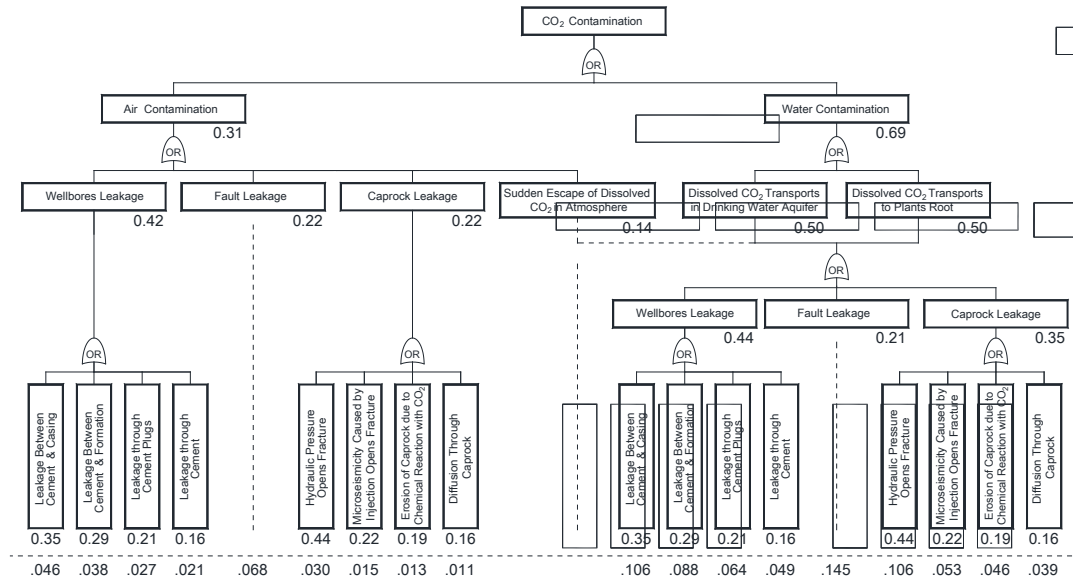 CO₂ Contamination
OR
Air Contamination
0.31
Water Contamination
0.69
OR
OR
Wellbores Leakage
0.42
Fault Leakage
0.22
Caprock Leakage
0.22
Sudden Escape of Dissolved
CO₂ in Atmosphere
0.14
Dissolved CO₂ Transports
in Drinking Water Aquifer
0.50
Dissolved CO₂ Transports
to Plants Root
0.50
OR
Wellbores Leakage
0.44
Fault Leakage
0.21
Caprock Leakage
0.35
OR
OR
OR
OR
Leakage Between
Cement & Casing
0.35
Leakage Between
Cement & Formation
0.29
Leakage through
Cement Plugs
0.21
Leakage through
Cement
0.16
Hydraulic Pressure
Opens Fracture
0.44
Microseismicity Caused by
Injection Opens Fracture
0.22
Erosion of Caprock due to
Chemical Reaction with CO₂
0.19
Diffusion Through
Caprock
0.16
Leakage Between
Cement & Casing
0.35
Leakage Between
Cement & Formation
0.29
Leakage through
Cement Plugs
0.21
Leakage through
Cement
0.16
Hydraulic Pressure
Opens Fracture
0.44
Microseismicity Caused by
Injection Opens Fracture
0.22
Erosion of Caprock due to
Chemical Reaction with CO₂
0.19
Diffusion Through
Caprock
0.16
.046 .038 .027 .021 .068 .030 .015 .013 .011 .106 .088 .064 .049 .145 .106 .053 .046 .039